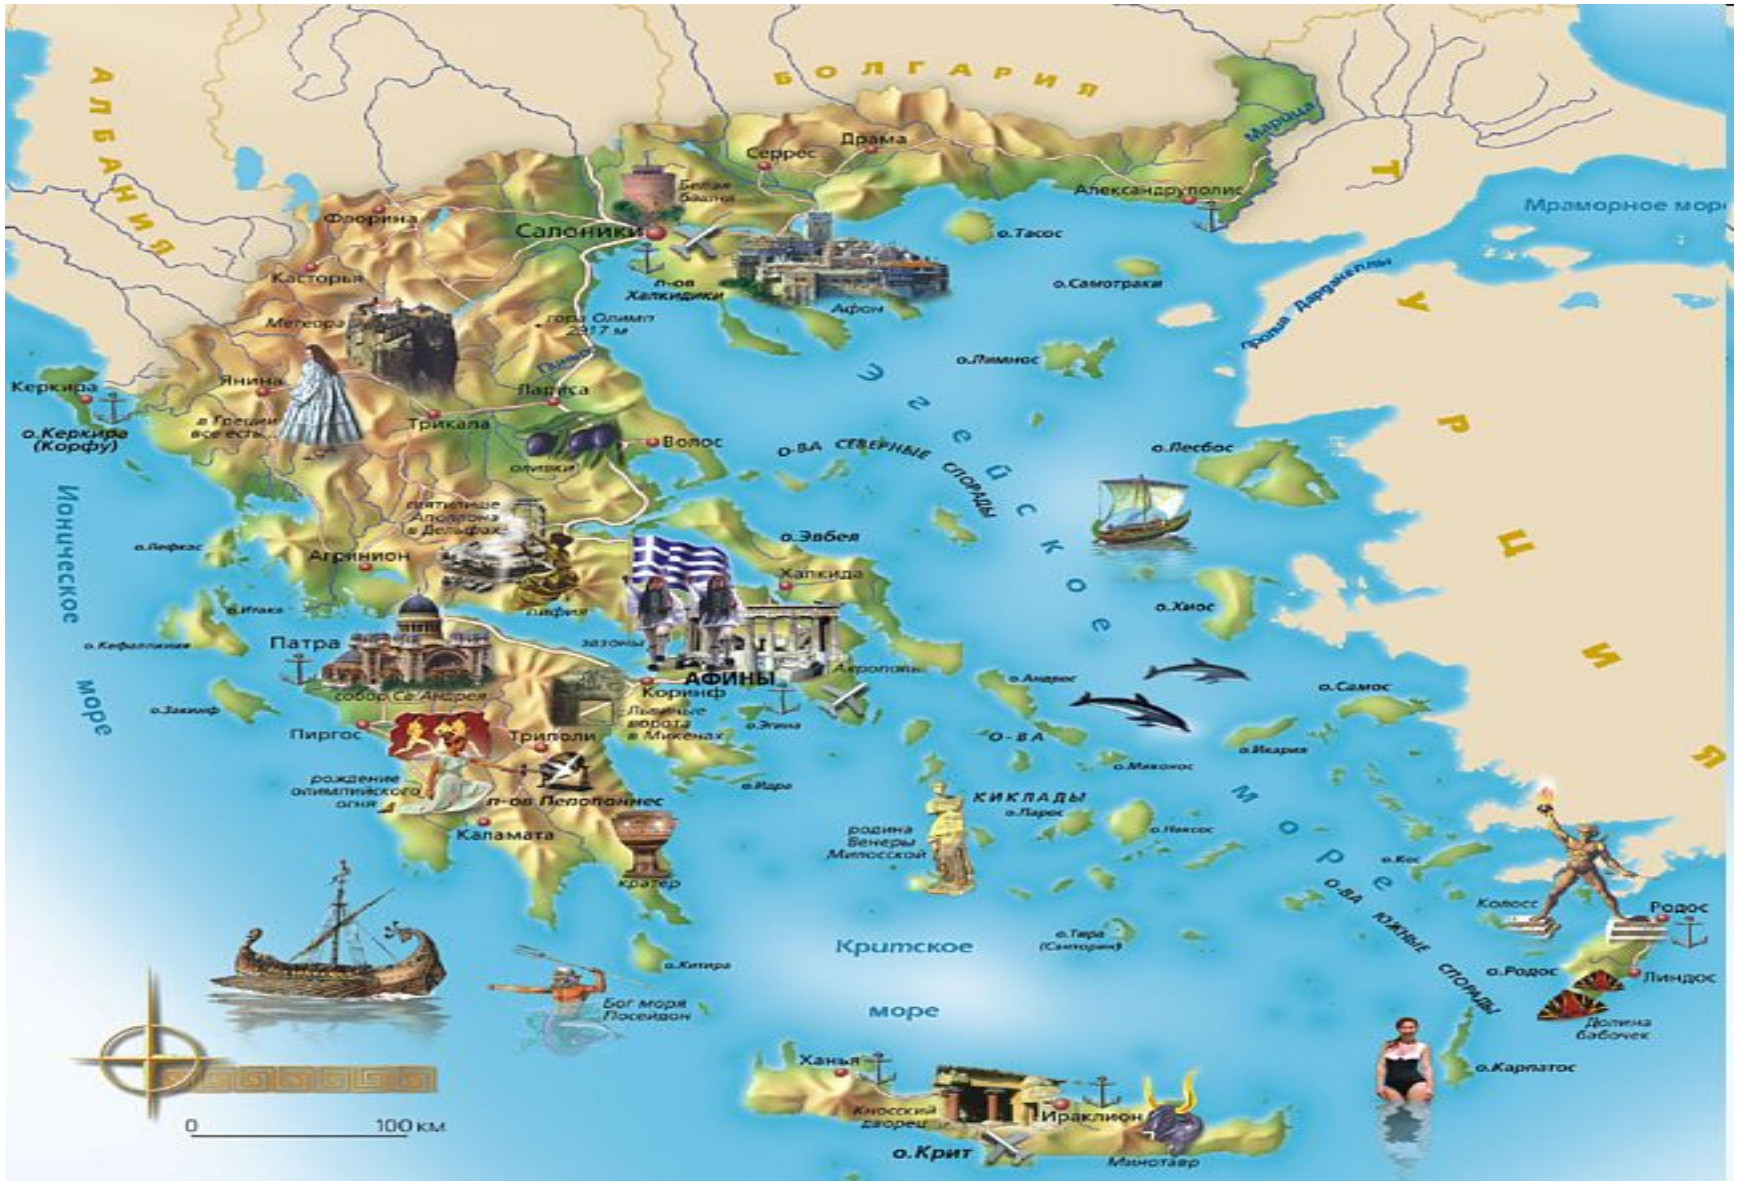 БОЛГАРИЯ
АЛБАНИЯ
ТУРЦИЯ
Марица
Драма
Серрес
Александруполис
Белая
башня
Флорина
Салоники
Мраморное море
о.Тасос
Касторья
п-ов
Халкидики
о.Самотраки
пролив Дарданеллы
Афон
Метеора
гора Олимп
2917 м
о.Лимнос
Керкира
Янина
Лариса
в Греции
все есть...
Трикала
о.Керкира
(Корфу)
Волос
оливки
О-ВА СЕВЕРНЫЕ СПОРАДЫ
о.Лесбос
Эгейское море
Ионическое море
святилище
Аполлона
в Дельфах
о.Эвбея
о.Лефкас
Агринион
Халкида
пифия
о.Итака
о.Хиос
Патра
эвзоны
о.Кефалления
Акрополь
АФИНЫ
Коринф
о.Андрос
о.Самос
собор Св.Андрея
о.Закинф
Львиные
ворота
в Микенах
о.Эгина
Пиргос
Триполи
О-ВА
КИКЛАДЫ
о.Икария
о.Миконос
рождение
олимпийского
огня
о.Идра
п-ов Пелопоннес
о.Парос
о.Наксос
Каламата
родина
Венеры
Милосской
о.Кос
кратер
О-ВА ЮЖНЫЕ СПОРАДЫ
Колосс
Родос
о.Тира
(Санторин)
Критское
море
о.Китира
о.Родос
Линдос
Бог моря
Посейдон
Долина
бабочек
Ханья
о.Карпатос
Кносский
дворец
Ираклион
0 100 км
о.Крит
Минотавр